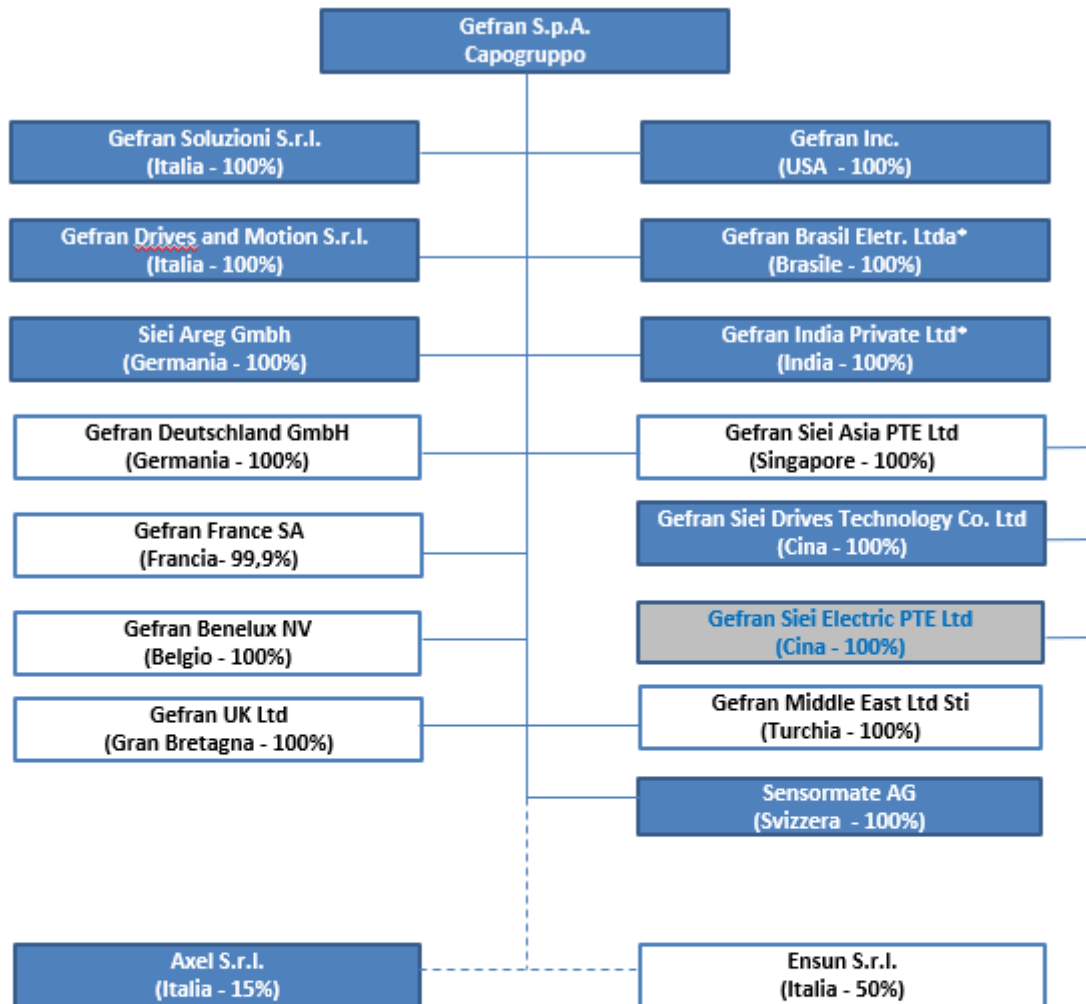 Gefran S.p.A.
Capogruppo
Gefran Soluzioni S.r.l.
(Italia - 100%)
Gefran Inc.
(USA - 100%)
Gefran Drives and Motion S.r.l.
(Italia - 100%)
Gefran Brasil Eletr. Ltda*
(Brasile - 100%)
Siei Areg Gmbh
(Germania - 100%)
Gefran India Private Ltd*
(India - 100%)
Gefran Deutschland GmbH
(Germania - 100%)
Gefran Siei Asia PTE Ltd
(Singapore - 100%)
Gefran France SA
(Francia- 99,9%)
Gefran Siei Drives Technology Co. Ltd
(Cina - 100%)
Gefran Benelux NV
(Belgio - 100%)
Gefran Siei Electric PTE Ltd
(Cina - 100%)
Gefran UK Ltd
(Gran Bretagna - 100%)
Gefran Middle East Ltd Sti
(Turchia - 100%)
Sensormate AG
(Svizzera - 100%)
Axel S.r.l.
(Italia - 15%)
Ensun S.r.l.
(Italia - 50%)